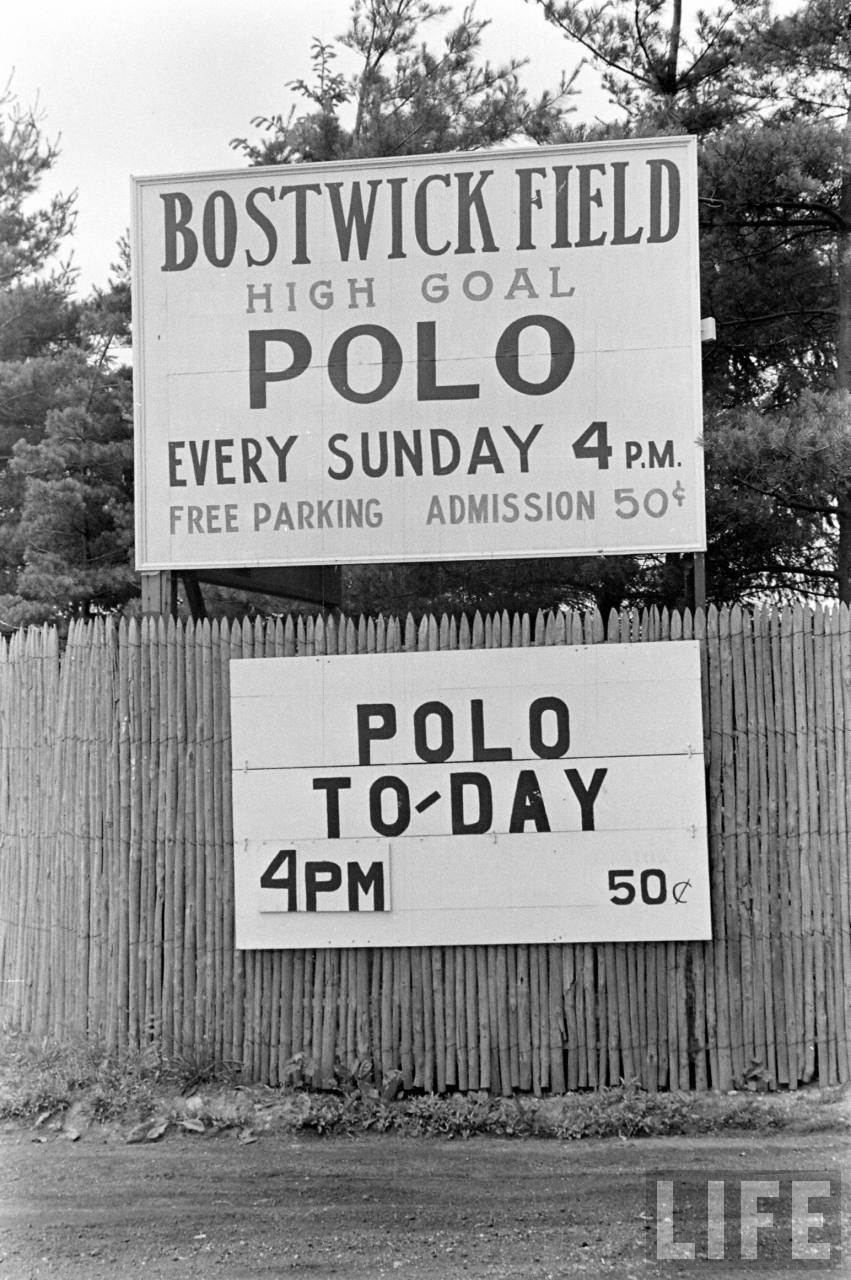 BOSTWICK FIELD
HIGH GOAL
POLO
EVERY SUNDAY 4 P.M.
FREE PARKING ADMISSION 50¢
POLO
TO-DAY
4PM 50¢
LIFE